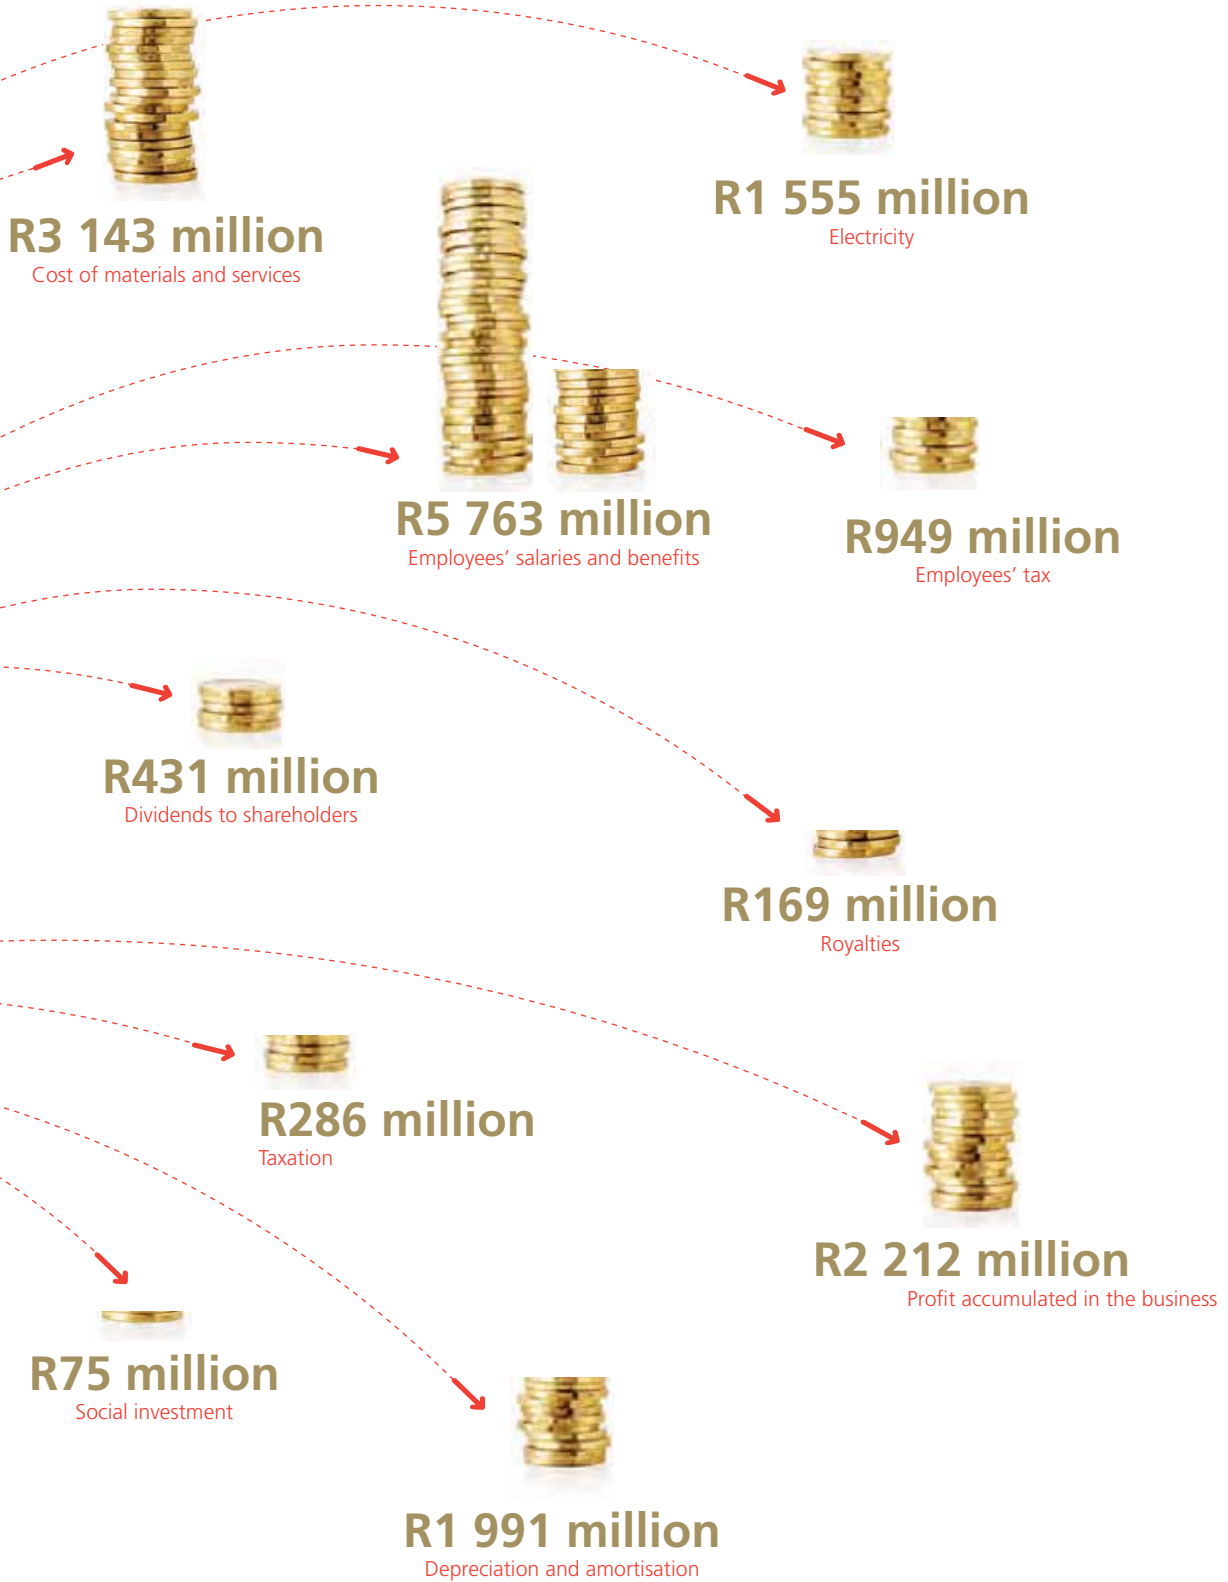 R1 555 million
Electricity
R3 143 million
Cost of materials and services
R5 763 million
Employees’ salaries and benefits
R949 million
Employees’ tax
R431 million
Dividends to shareholders
R169 million
Royalties
R286 million
Taxation
R2 212 million
Profit accumulated in the business
R75 million
Social investment
R1 991 million
Depreciation and amortisation